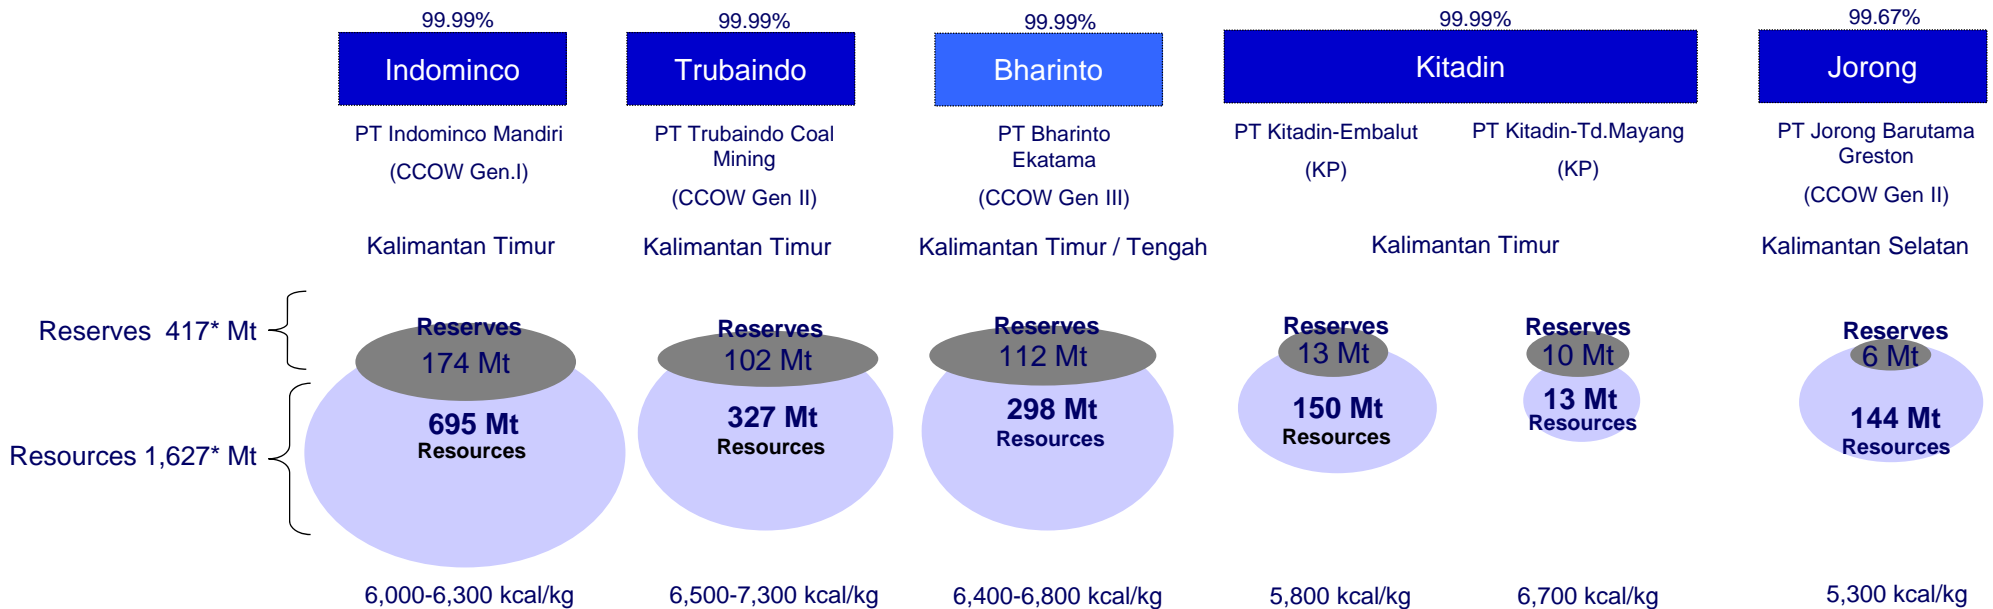 99.99%
99.99%
99.99%
99.99%
99.67%
Indominco
Trubaindo
Bharinto
Kitadin
Jorong
PT Indominco Mandiri
(CCOW Gen.I)
PT Trubaindo Coal
Mining
(CCOW Gen II)
PT Bharinto
Ekatama
(CCOW Gen III)
PT Kitadin-Embalut
(KP)
PT Kitadin-Td.Mayang
(KP)
PT Jorong Barutama
Greston
(CCOW Gen II)
Kalimantan Timur
Kalimantan Timur
Kalimantan Timur / Tengah
Kalimantan Timur
Kalimantan Selatan
Reserves 417* Mt
Reserves
174 Mt
Reserves
102 Mt
Reserves
112 Mt
Reserves
13 Mt
Reserves
10 Mt
Reserves
6 Mt
Resources 1,627* Mt
695 Mt
Resources
327 Mt
Resources
298 Mt
Resources
150 Mt
Resources
13 Mt
Resources
144 Mt
Resources
6,000-6,300 kcal/kg
6,500-7,300 kcal/kg
6,400-6,800 kcal/kg
5,800 kcal/kg
6,700 kcal/kg
5,300 kcal/kg